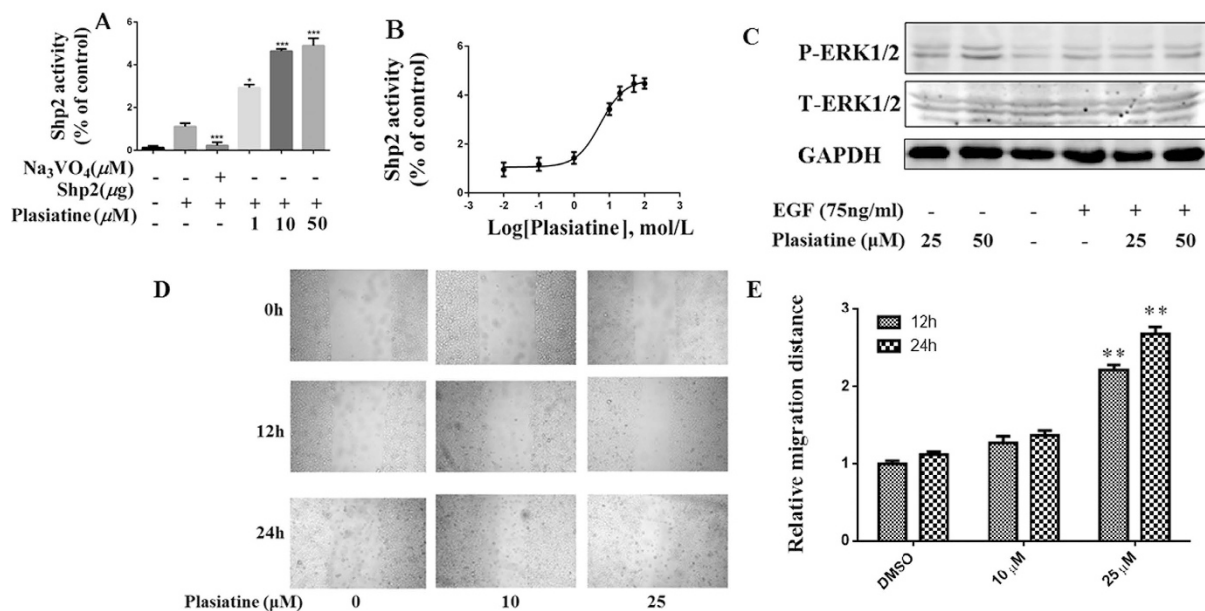 A
Shp2 activity
(% of control)
6
4
2
0
* *** *** ***
Na₃VO₄(μM) - - + - - -
Shp2(μg) - + + + + +
Plasiatine (μM) - - - 1 10 50
B
Shp2 activity
(% of control)
6
4
2
0
-3 -2 -1 0 1 2 3
Log[Plasiatine], mol/L
C
P-ERK1/2
T-ERK1/2
GAPDH
EGF (75ng/ml) - - - + + +
Plasiatine (μM) 25 50 - - 25 50
D
0h
12h
24h
Plasiatine (μM) 0 10 25
E
Relative migration distance
3
2
1
0
12h
24h
** **
DMSO 10 μM 25 μM